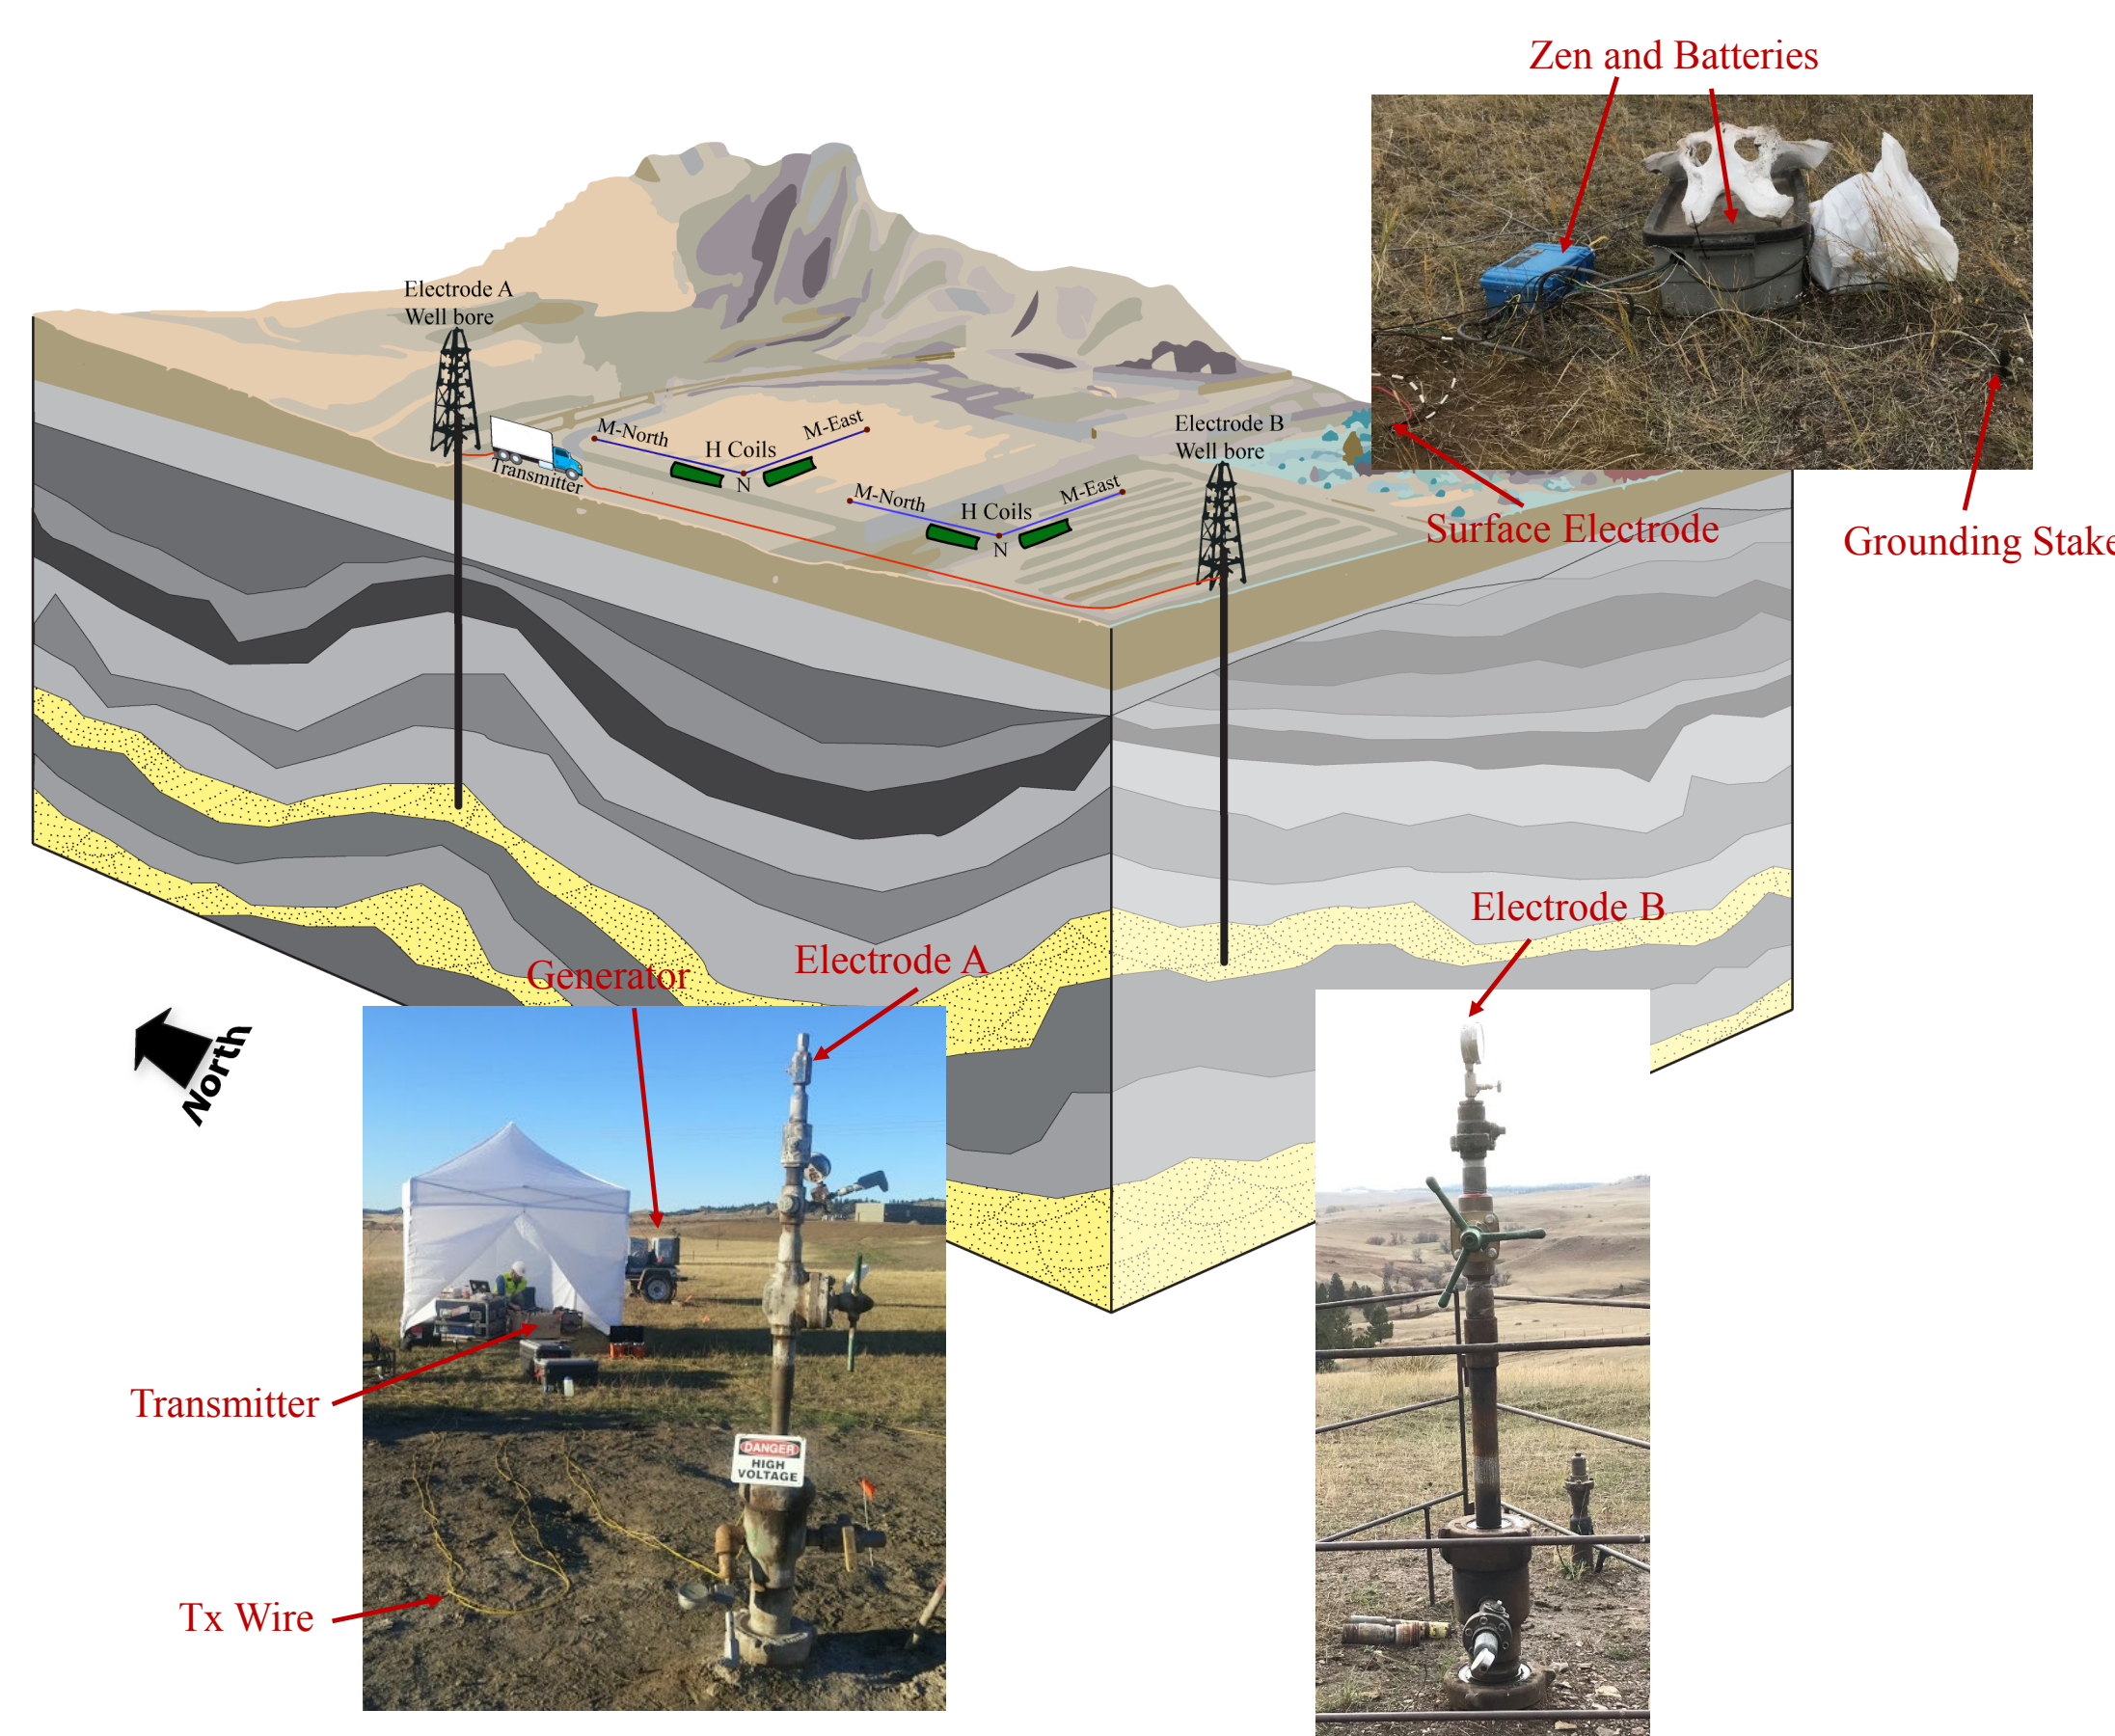 Zen and Batteries
Electrode A
Well bore
M-North
H Coils
M-East
N
Transmitter
Electrode B
Well bore
M-North
H Coils
M-East
N
Surface Electrode
Grounding Stake
Electrode B
Generator
Electrode A
North
Transmitter
DANGER
HIGH
VOLTAGE
Tx Wire